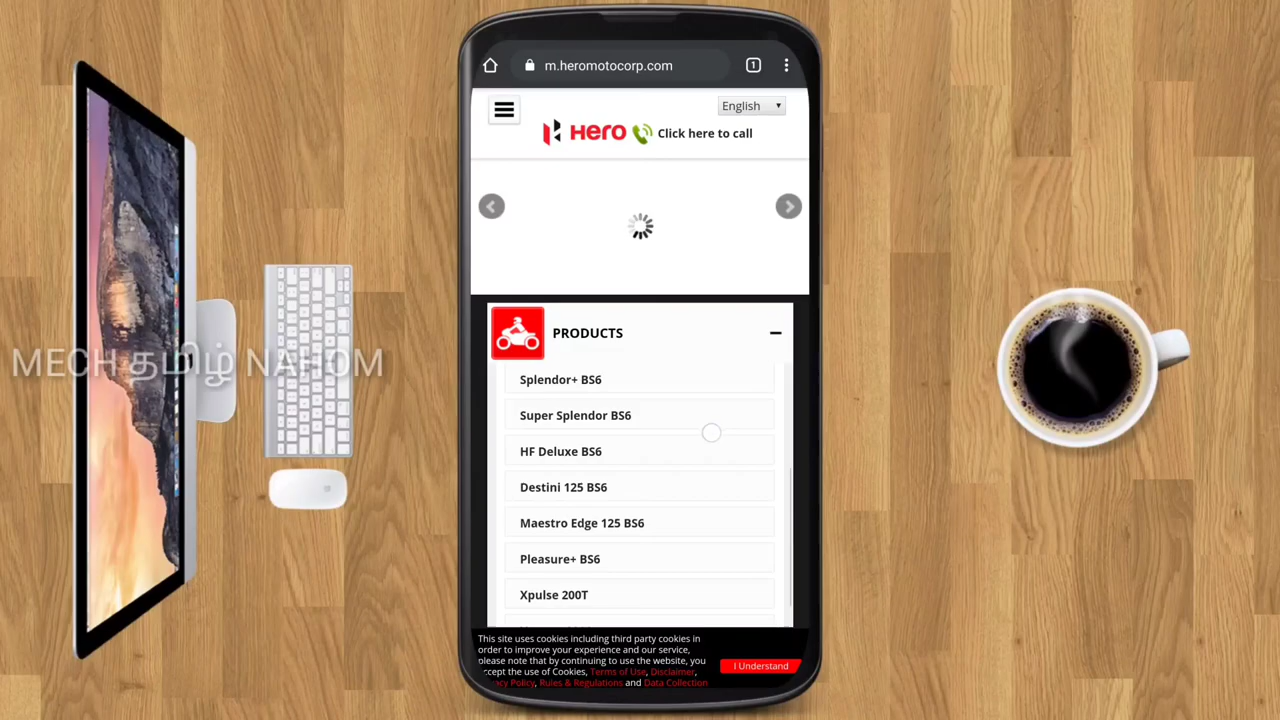 m.heromotocorp.com
1
English
Hero
Click here to call
PRODUCTS
Splendor+ BS6
Super Splendor BS6
HF Deluxe BS6
Destini 125 BS6
Maestro Edge 125 BS6
Pleasure+ BS6
Xpulse 200T
This site uses cookies including third party cookies in
order to improve your experience and our service,
please note that by continuing to use the website, you
accept the use of Cookies, Terms of Use, Disclaimer,
Policy, Rules & Regulations and Data Collection
I Understand
MECH தமிழ் NAHOM